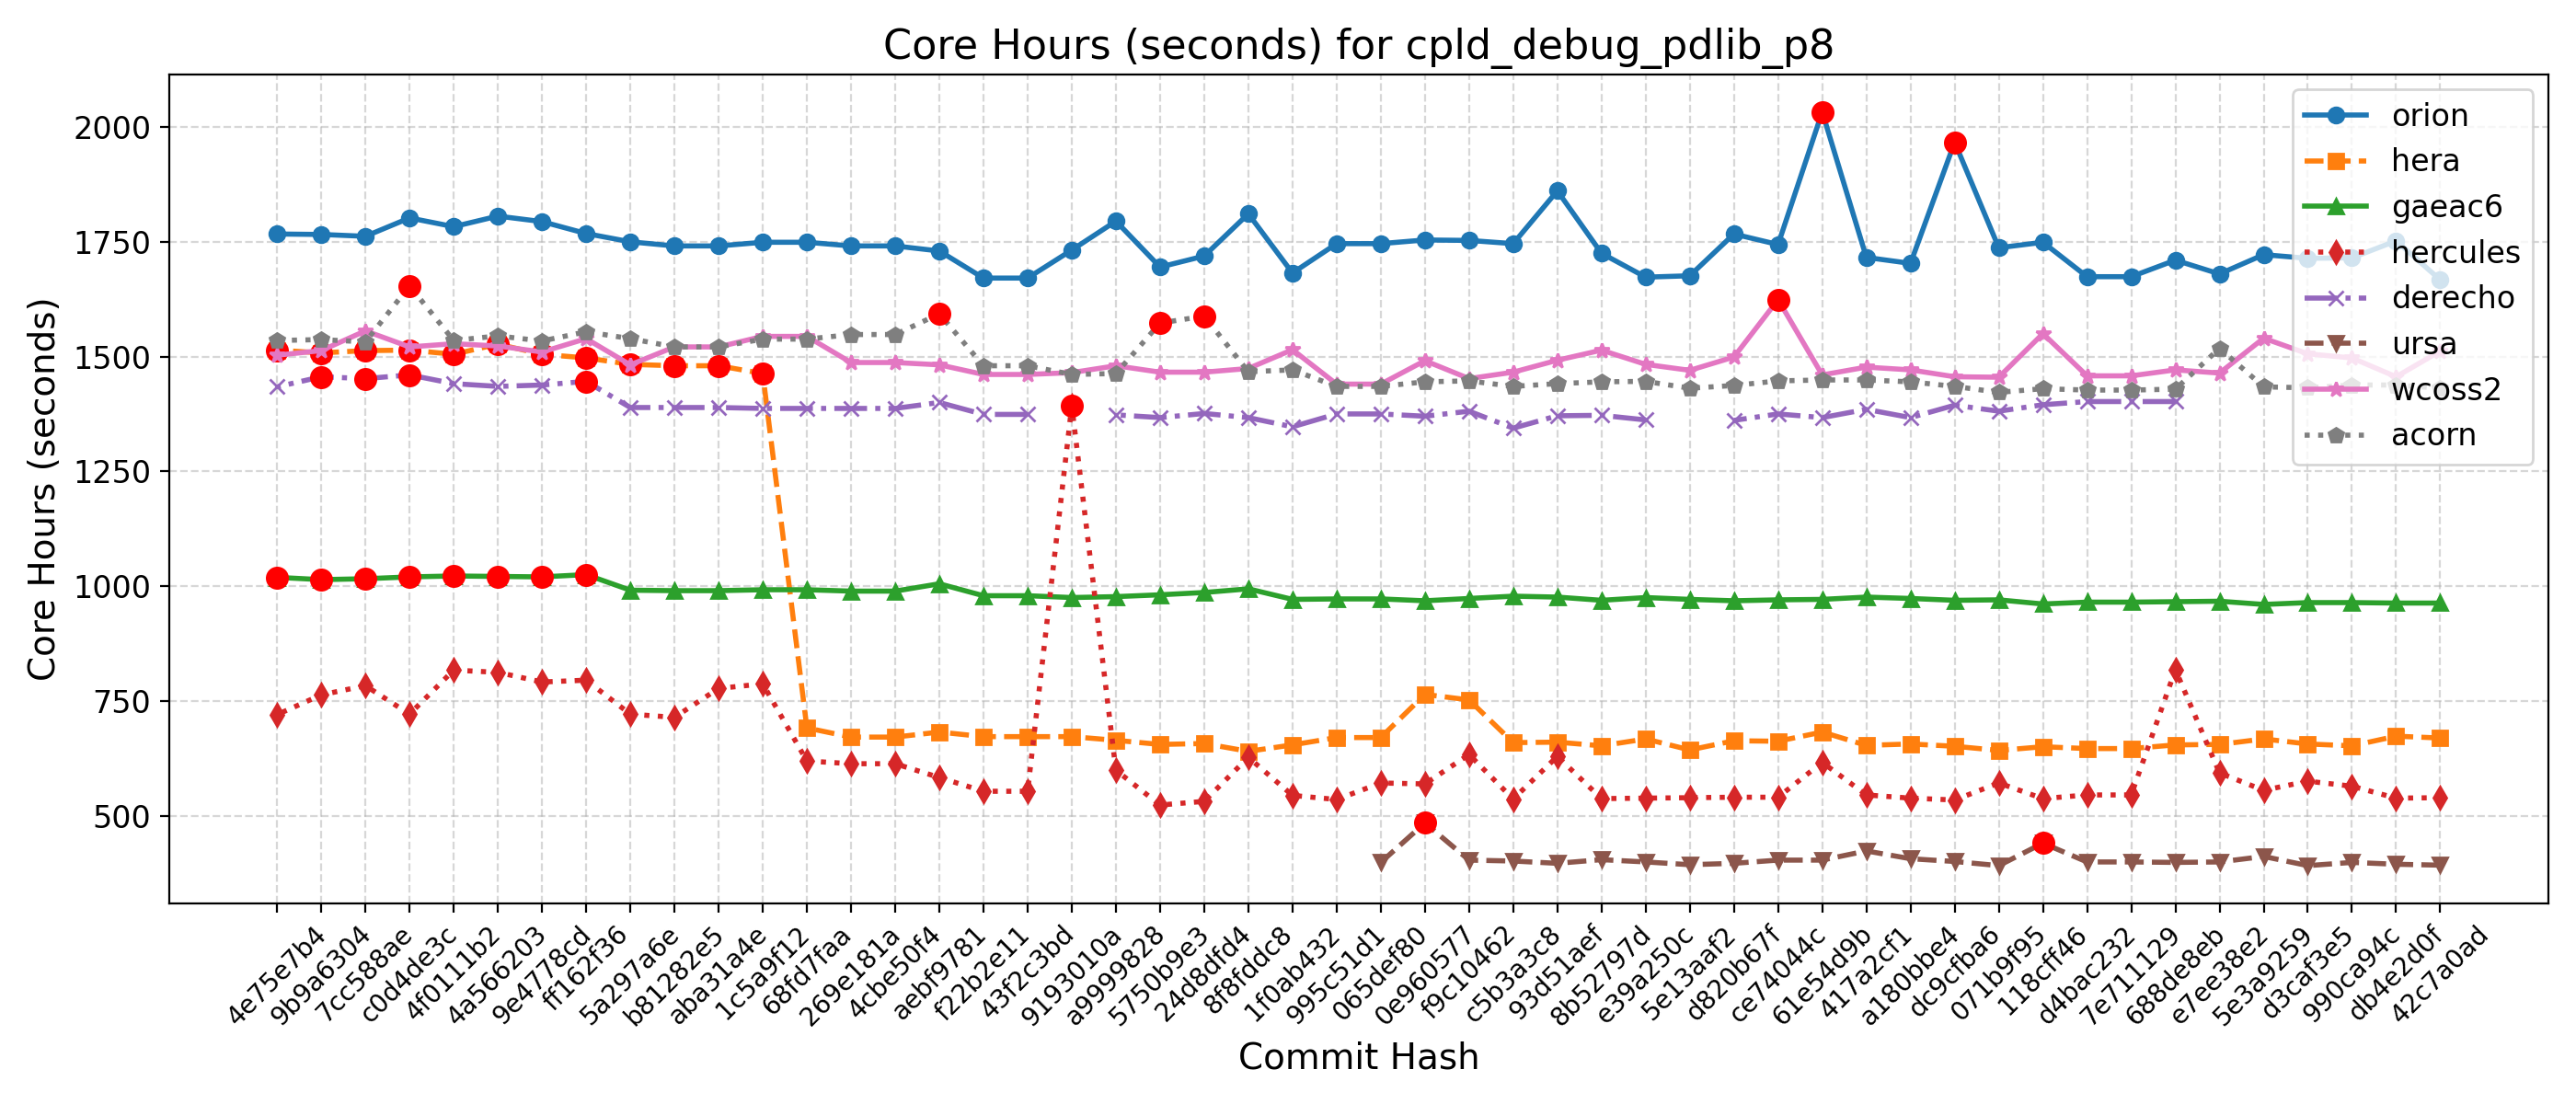 Core Hours (seconds) for cpld_debug_pdlib_p8
Core Hours (seconds)
2000
1750
1500
1250
1000
750
500
orion
hera
gaeac6
hercules
derecho
ursa
wcoss2
acorn
4e75e7b4
9b9a6304
7cc588ae
c0d4de3c
4f0111b2
4a566203
9e4778cd
ff162f36
5a297a6e
b81282e5
aba31a4e
1c5a9f12
68fd7faa
269e181a
4cbe50f4
aebf9781
f22b2e11
43f2c3bd
9193010a
a9999828
5750b9e3
24d8dfd4
8f8fddc8
1f0ab432
995c51d1
065def80
0e960577
f9c10462
c5b3a3c8
93d51aef
8b52797d
e39a250c
5e13aaf2
d820b67f
ce74044c
61e54d9b
417a2cf1
a180bbe4
dc9cfba6
071b9f95
118cff46
d4bac232
7e711129
688de8eb
e7ee38e2
5e3a9259
d3caf3e5
990ca94c
db4e2d0f
42c7a0ad
Commit Hash